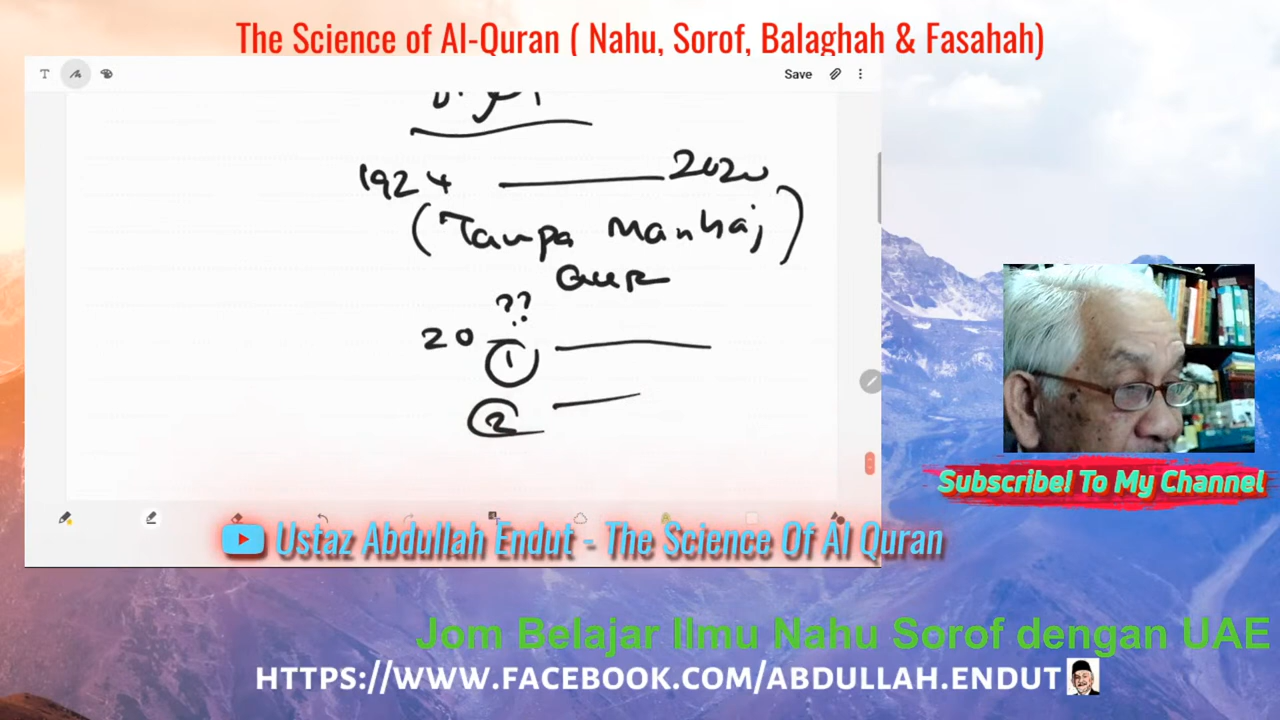 The Science of Al-Quran ( Nahu, Sorof, Balaghah & Fasahah)
T
Save
1924 — 2020
(Tanpa Manhaj)
??
20
1
2
Subscribe! To My Channel
Ustaz Abdullah Endut - The Science Of Al Quran
Jom Belajar Ilmu Nahu Sorof dengan UAE
HTTPS://WWW.FACEBOOK.COM/ABDULLAH.ENDUT